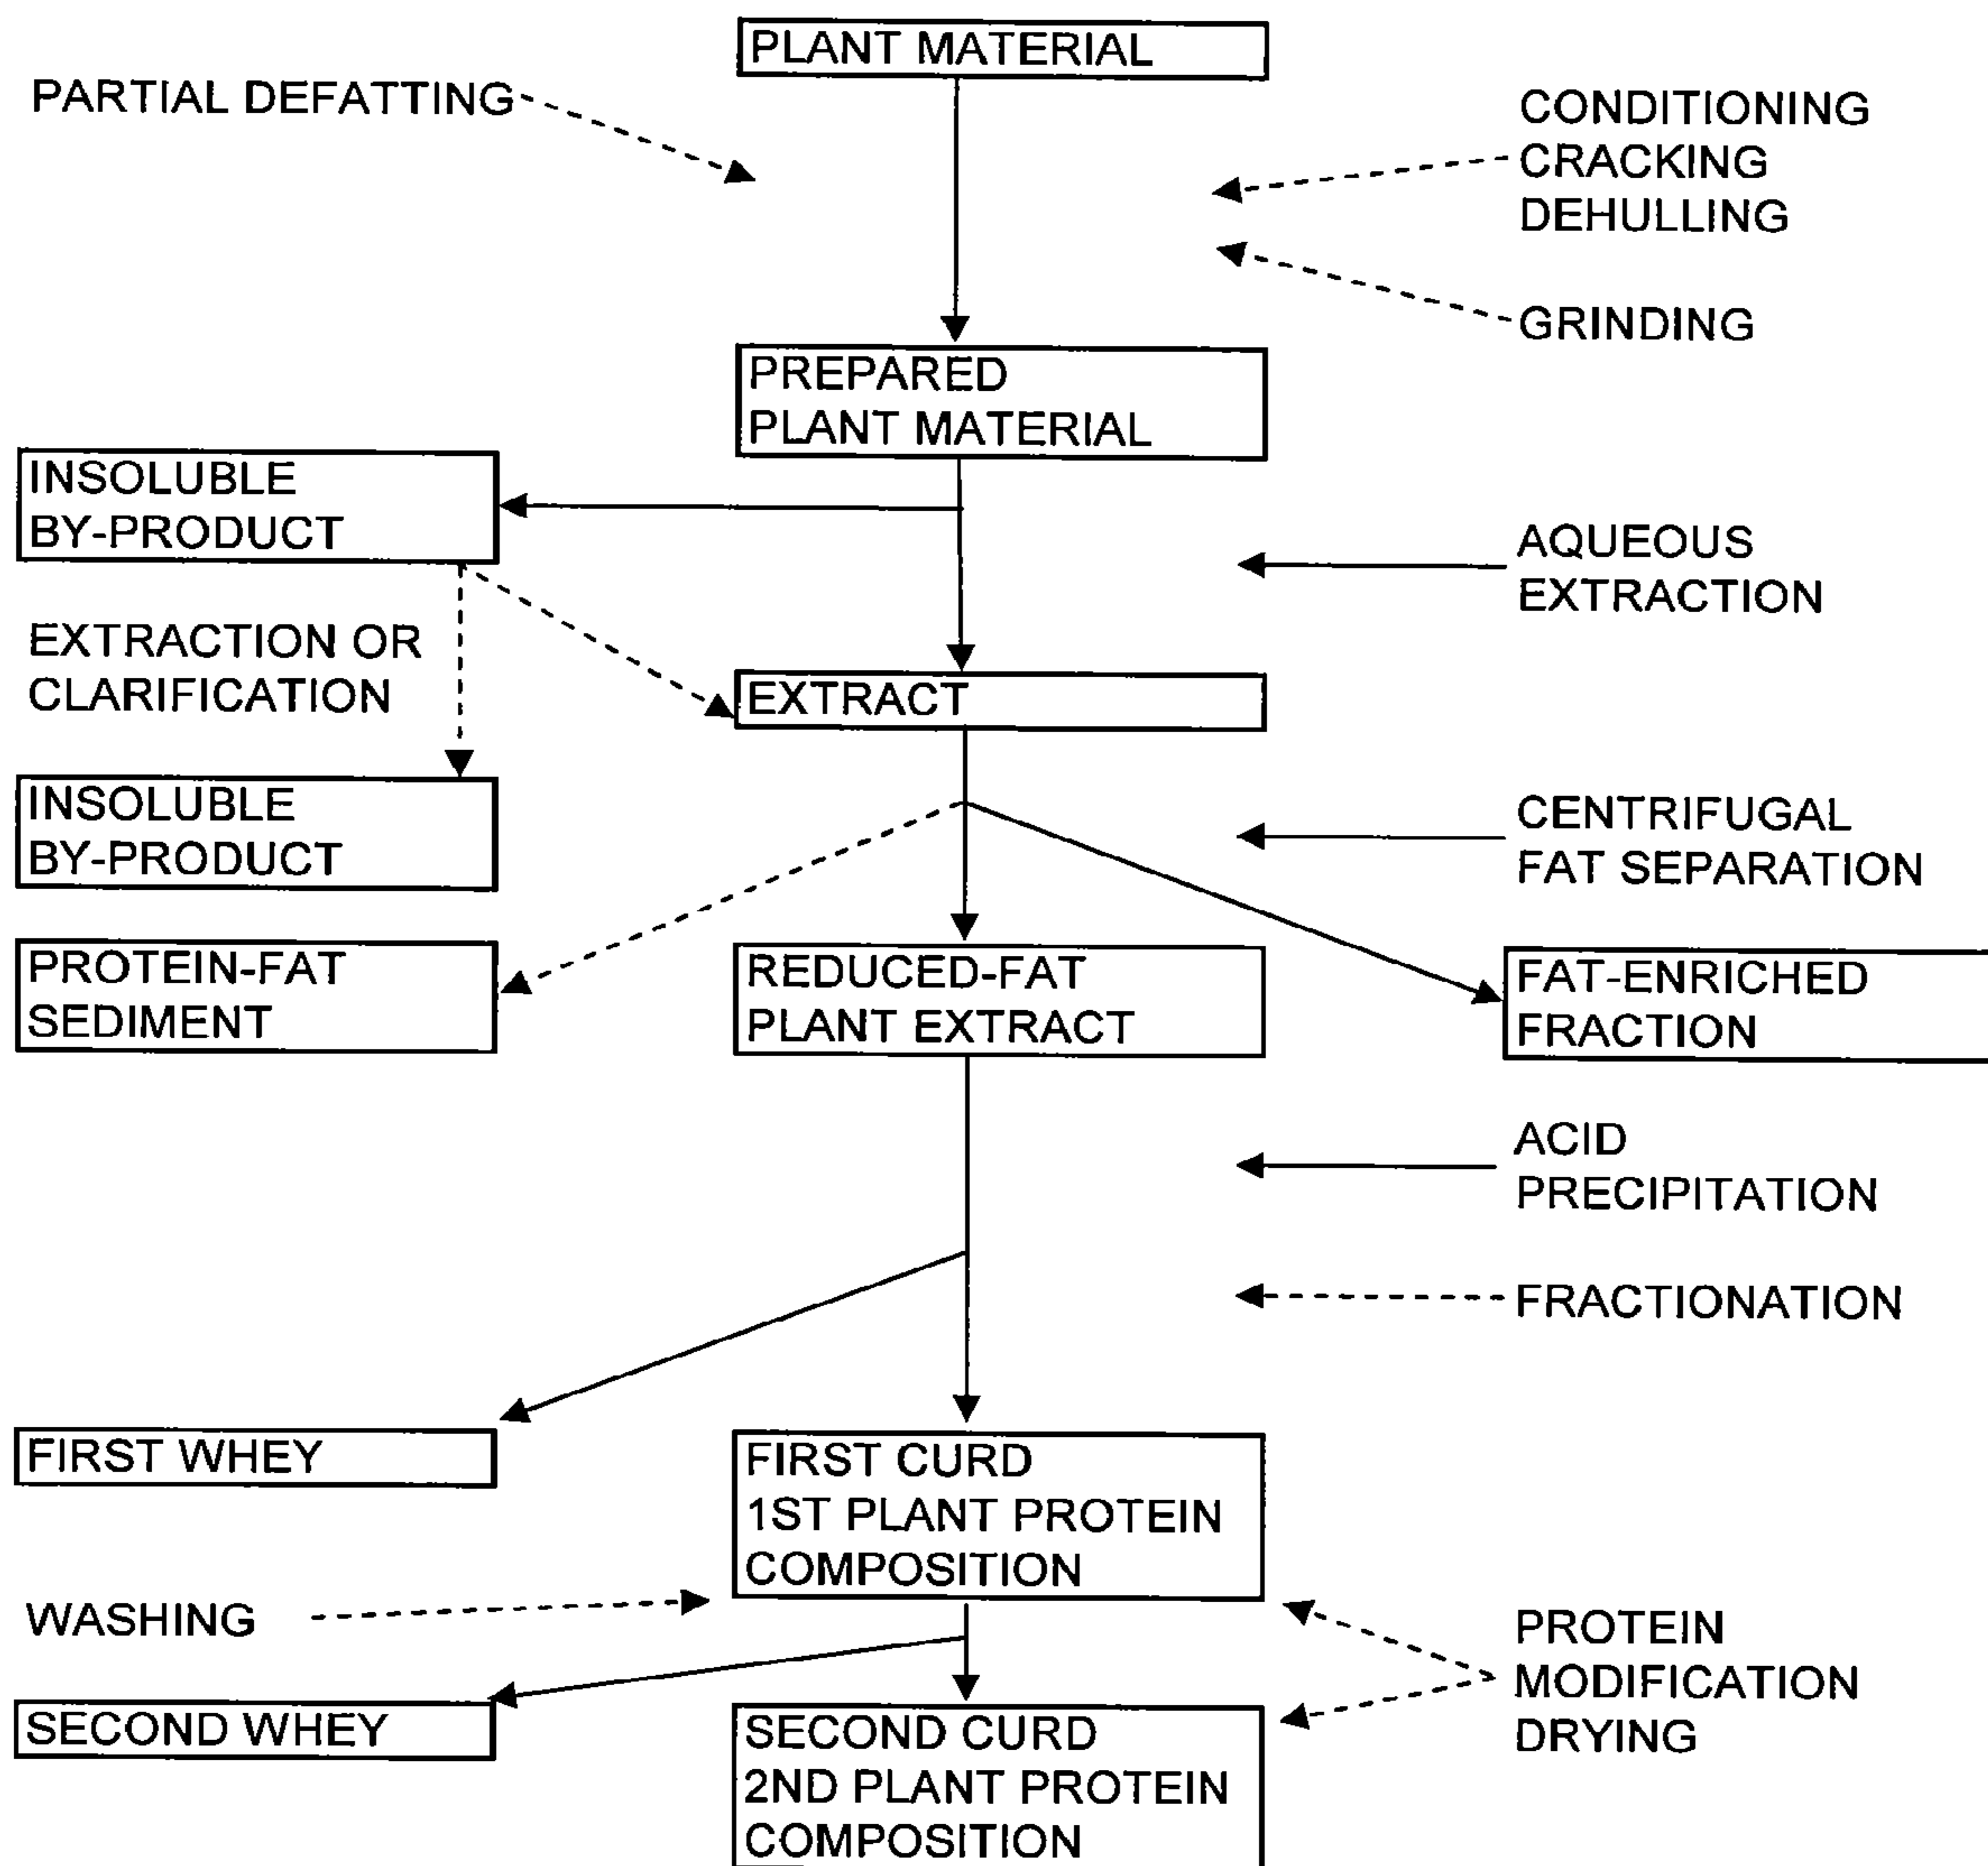 PLANT MATERIAL
PARTIAL DEFATTING
CONDITIONING
CRACKING
DEHULLING
GRINDING
PREPARED
PLANT MATERIAL
INSOLUBLE
BY-PRODUCT
AQUEOUS
EXTRACTION
EXTRACTION OR
CLARIFICATION
EXTRACT
INSOLUBLE
BY-PRODUCT
CENTRIFUGAL
FAT SEPARATION
PROTEIN-FAT
SEDIMENT
REDUCED-FAT
PLANT EXTRACT
FAT-ENRICHED
FRACTION
ACID
PRECIPITATION
FRACTIONATION
FIRST WHEY
FIRST CURD
1ST PLANT PROTEIN
COMPOSITION
WASHING
PROTEIN
MODIFICATION
DRYING
SECOND WHEY
SECOND CURD
2ND PLANT PROTEIN
COMPOSITION